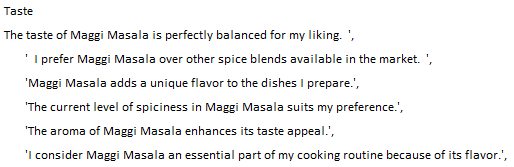 Taste
The taste of Maggi Masala is perfectly balanced for my liking. ',
' I prefer Maggi Masala over other spice blends available in the market. ',
'Maggi Masala adds a unique flavor to the dishes I prepare.',
'The current level of spiciness in Maggi Masala suits my preference.',
'The aroma of Maggi Masala enhances its taste appeal.',
'I consider Maggi Masala an essential part of my cooking routine because of its flavor.',